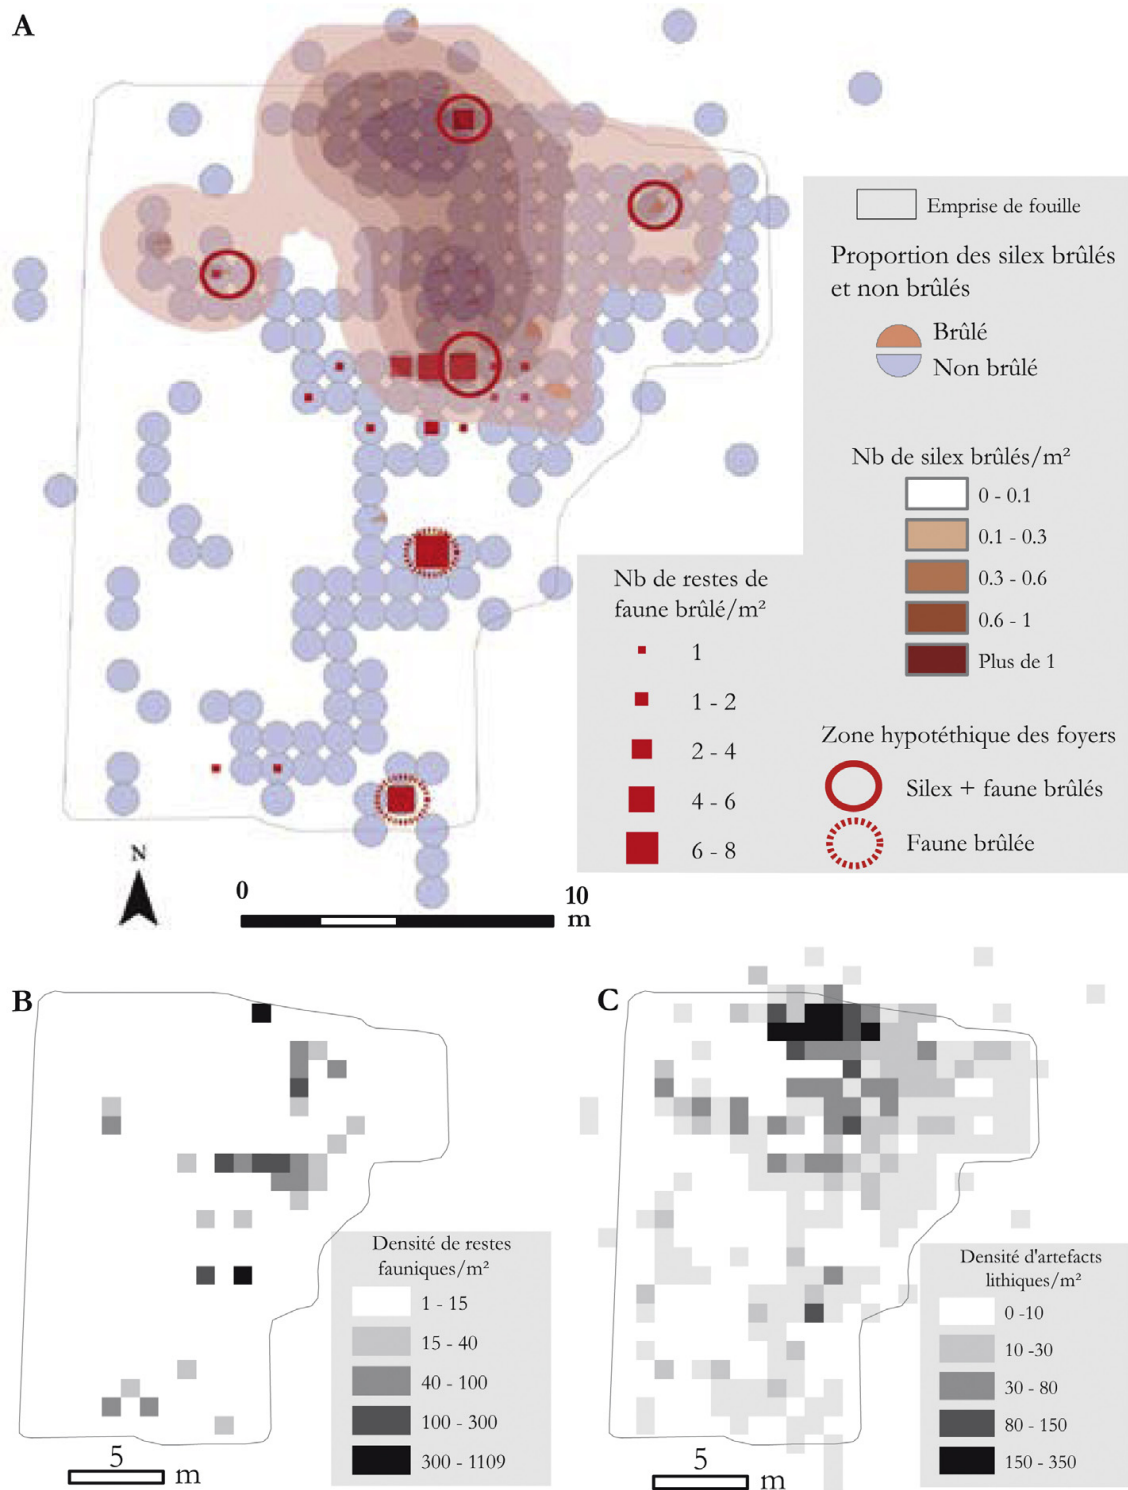 A
Emprise de fouille
Proportion des silex brûlés
et non brûlés
Brûlé
Non brûlé
Nb de silex brûlés/m²
0 - 0.1
0.1 - 0.3
0.3 - 0.6
0.6 - 1
Plus de 1
Nb de restes de
faune brûlé/m²
1
1 - 2
2 - 4
4 - 6
6 - 8
Zone hypotéthique des foyers
Silex + faune brûlés
Faune brûlée
N
0 10
m
B
Densité de restes
fauniques/m²
1 - 15
15 - 40
40 - 100
100 - 300
300 - 1109
5
m
C
Densité d'artefacts
lithiques/m²
0 -10
10 -30
30 - 80
80 - 150
150 - 350
5
m